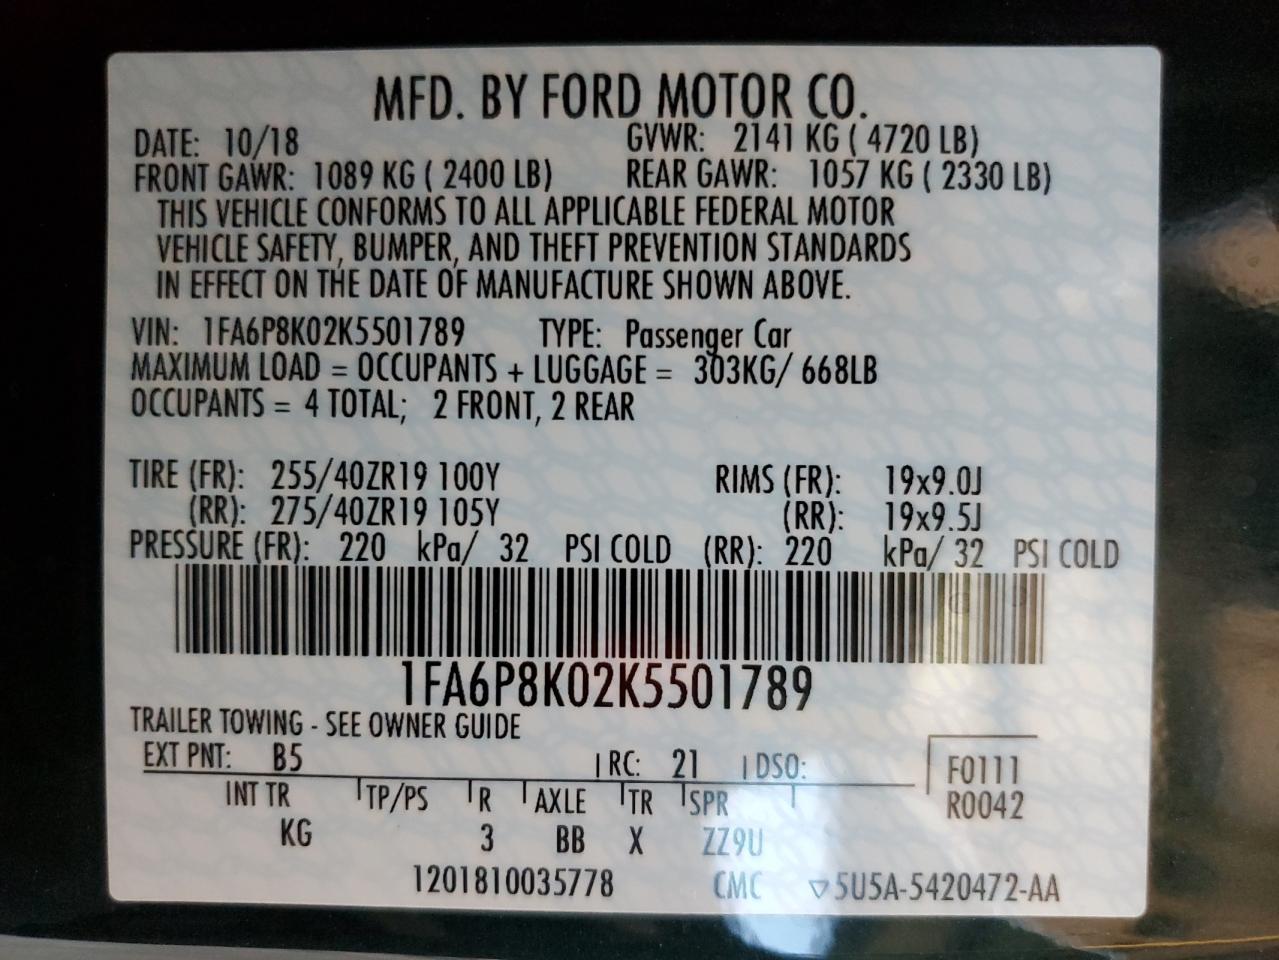 MFD. BY FORD MOTOR CO.
DATE: 10/18 GVWR: 2141 KG ( 4720 LB)
FRONT GAWR: 1089 KG ( 2400 LB) REAR GAWR: 1057 KG ( 2330 LB)
THIS VEHICLE CONFORMS TO ALL APPLICABLE FEDERAL MOTOR
VEHICLE SAFETY, BUMPER, AND THEFT PREVENTION STANDARDS
IN EFFECT ON THE DATE OF MANUFACTURE SHOWN ABOVE.
VIN: 1FA6P8K02K5501789 TYPE: Passenger Car
MAXIMUM LOAD = OCCUPANTS + LUGGAGE = 303KG/ 668LB
OCCUPANTS = 4 TOTAL; 2 FRONT, 2 REAR
TIRE (FR): 255/40ZR19 100Y RIMS (FR): 19x9.0J
(RR): 275/40ZR19 105Y (RR): 19x9.5J
PRESSURE (FR): 220 kPa/ 32 PSI COLD (RR): 220 kPa/ 32 PSI COLD
1FA6P8K02K5501789
TRAILER TOWING - SEE OWNER GUIDE
EXT PNT: B5 RC: 21 DSO: F0111
INT TR TP/PS R AXLE TR SPR R0042
KG 3 BB X ZZ9U
1201810035778 CMC ▽5U5A-5420472-AA